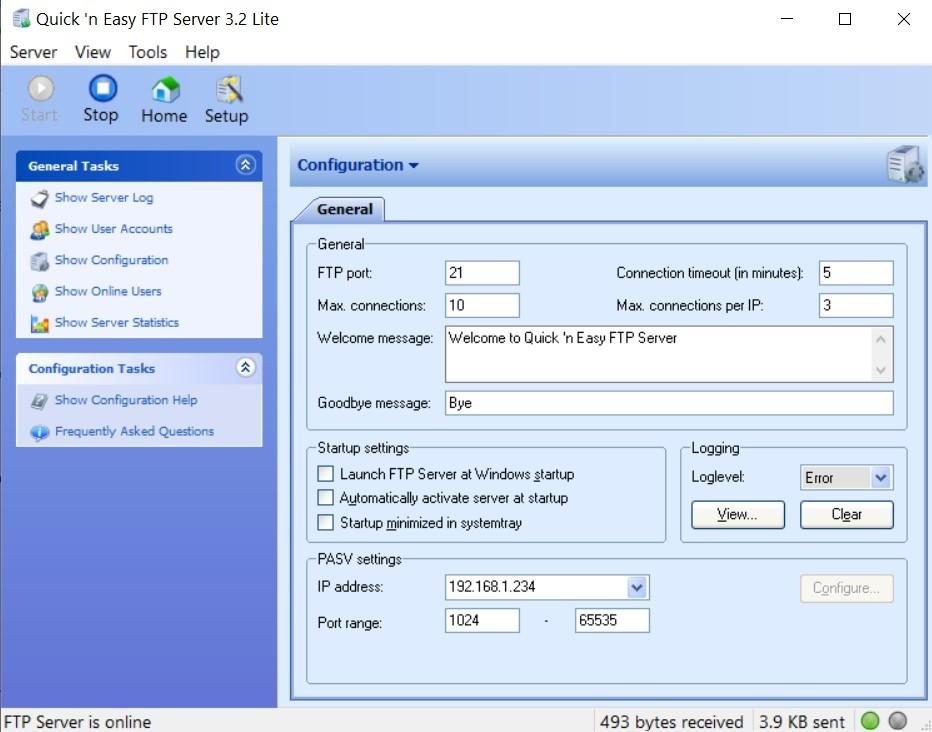 Quick 'n Easy FTP Server 3.2 Lite
Server View Tools Help
Start Stop Home Setup
General Tasks
Show Server Log
Show User Accounts
Show Configuration
Show Online Users
Show Server Statistics
Configuration Tasks
Show Configuration Help
Frequently Asked Questions
Configuration
General
General
FTP port: 21 Connection timeout (in minutes): 5
Max. connections: 10 Max. connections per IP: 3
Welcome message: Welcome to Quick 'n Easy FTP Server
Goodbye message: Bye
Startup settings
Launch FTP Server at Windows startup
Automatically activate server at startup
Startup minimized in systemtray
Logging
Loglevel: Error
View... Clear
PASV settings
IP address: 192.168.1.234 Configure...
Port range: 1024 - 65535
FTP Server is online 493 bytes received 3.9 KB sent